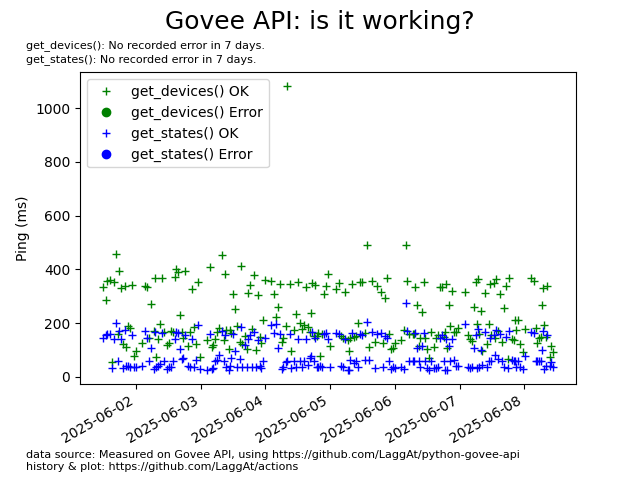 Govee API: is it working?
get_devices(): No recorded error in 7 days.
get_states(): No recorded error in 7 days.
get_devices() OK
get_devices() Error
get_states() OK
get_states() Error
Ping (ms)
1000
800
600
400
200
0
2025-06-02
2025-06-03
2025-06-04
2025-06-05
2025-06-06
2025-06-07
2025-06-08
data source: Measured on Govee API, using https://github.com/LaggAt/python-govee-api
history & plot: https://github.com/LaggAt/actions